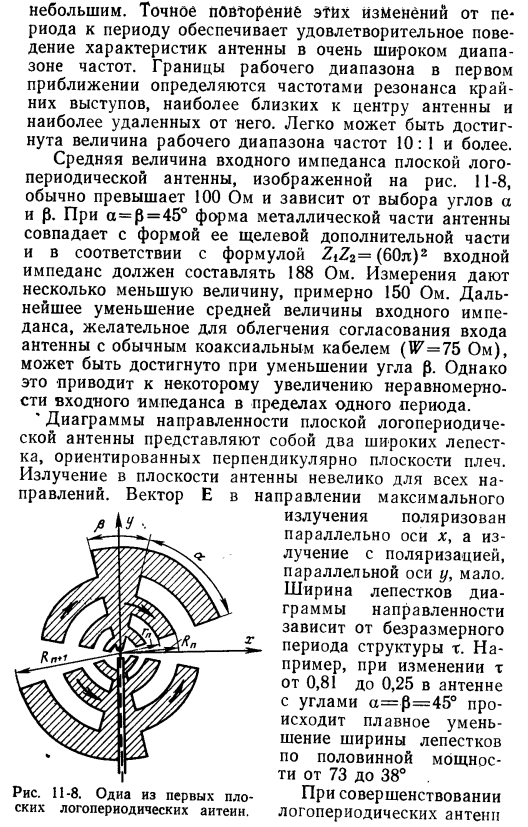 небольшим. Точное повторение этих изменений от пе-
риода к периоду обеспечивает удовлетворительное пове-
дение характеристик антенны в очень широком диапа-
зоне частот. Границы рабочего диапазона в первом
приближении определяются частотами резонанса край-
них выступов, наиболее близких к центру антенны и
наиболее удаленных от него. Легко может быть достиг-
нута величина рабочего диапазона частот 10 : 1 и более.
Средняя величина входного импеданса плоской лого-
периодической антенны, изображенной на рис. 11-8,
обычно превышает 100 Ом и зависит от выбора углов α
и β. При α=β=45° форма металлической части антенны
совпадает с формой ее щелевой дополнительной части
и в соответствии с формулой Z₁Z₂=(60π)² входной
импеданс должен составлять 188 Ом. Измерения дают
несколько меньшую величину, примерно 150 Ом. Даль-
нейшее уменьшение средней величины входного импе-
данса, желательное для облегчения согласования входа
антенны с обычным коаксиальным кабелем (W=75 Ом),
может быть достигнуто при уменьшении угла β. Однако
это приводит к некоторому увеличению неравномерно-
сти входного импеданса в пределах одного периода.
Диаграммы направленности плоской логопериодиче-
ской антенны представляют собой два широких лепест-
ка, ориентированных перпендикулярно плоскости плеч.
Излучение в плоскости антенны невелико для всех на-
правлений. Вектор E в направлении максимального
излучения поляризован
параллельно оси x, а из-
лучение с поляризацией,
параллельной оси y, мало.
Ширина лепестков диа-
граммы направленности
зависит от безразмерного
периода структуры τ. На-
пример, при изменении τ
от 0,81 до 0,25 в антенне
с углами α=β=45° про-
исходит плавное умень-
шение ширины лепестков
по половинной мощнос-
ти от 73 до 38°
При совершенствовании
логопериодических антенн
β y
α
r n
R n
x
R n+1
Рис. 11-8. Одна из первых пло-
ских логопериодических антенн.